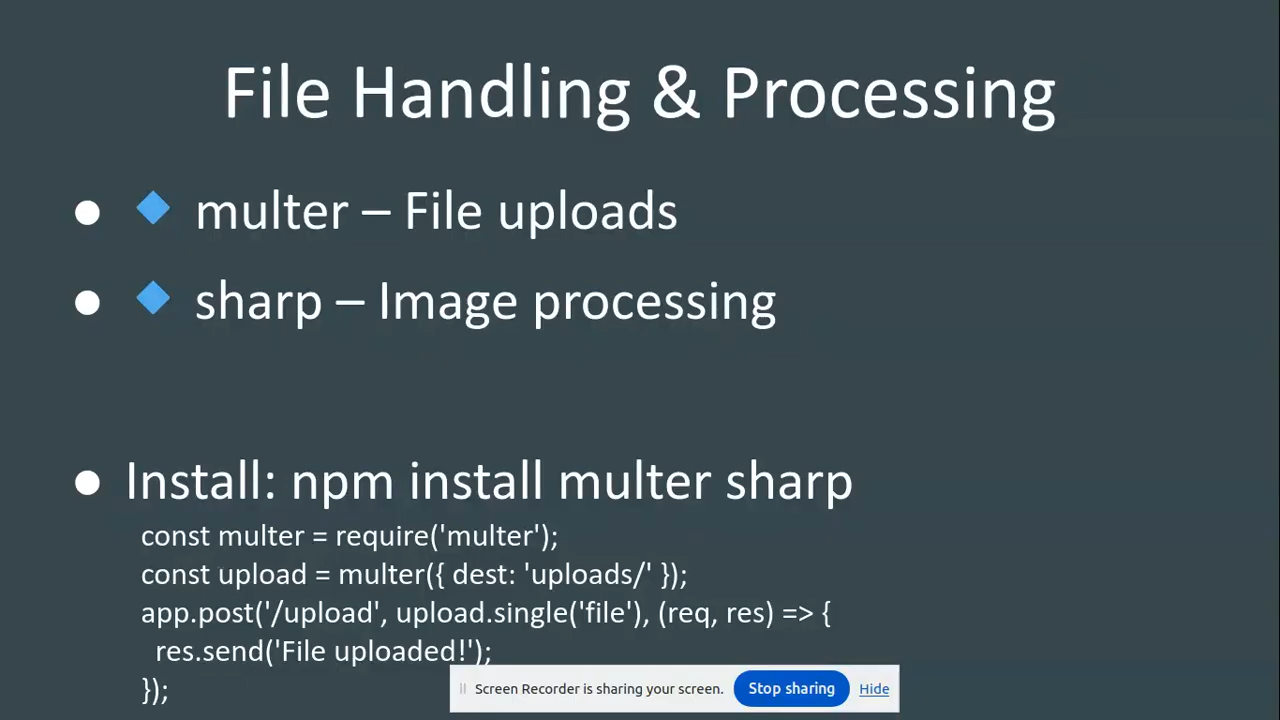 File Handling & Processing
● 🔷 multer – File uploads
● 🔷 sharp – Image processing
● Install: npm install multer sharp
const multer = require('multer');
const upload = multer({ dest: 'uploads/' });
app.post('/upload', upload.single('file'), (req, res) => {
  res.send('File uploaded!');
});
Screen Recorder is sharing your screen. Stop sharing Hide